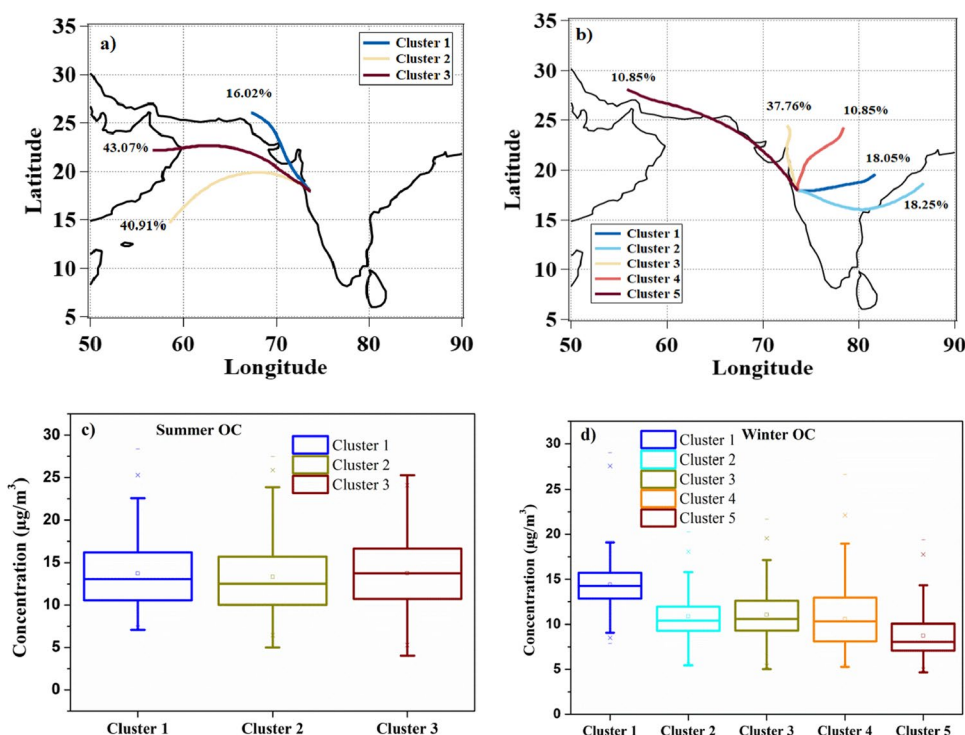 a)
Cluster 1
Cluster 2
Cluster 3
16.02%
43.07%
40.91%
Latitude
35
30
25
20
15
10
5
50
60
70
80
90
Longitude
b)
10.85%
37.76%
10.85%
18.05%
18.25%
Cluster 1
Cluster 2
Cluster 3
Cluster 4
Cluster 5
Latitude
35
30
25
20
15
10
5
50
60
70
80
90
Longitude
c)
Summer OC
Cluster 1
Cluster 2
Cluster 3
Concentration (µg/m³)
30
25
20
15
10
5
0
Cluster 1
Cluster 2
Cluster 3
d)
Winter OC
Cluster 1
Cluster 2
Cluster 3
Cluster 4
Cluster 5
Concentration (µg/m³)
30
25
20
15
10
5
0
Cluster 1
Cluster 2
Cluster 3
Cluster 4
Cluster 5